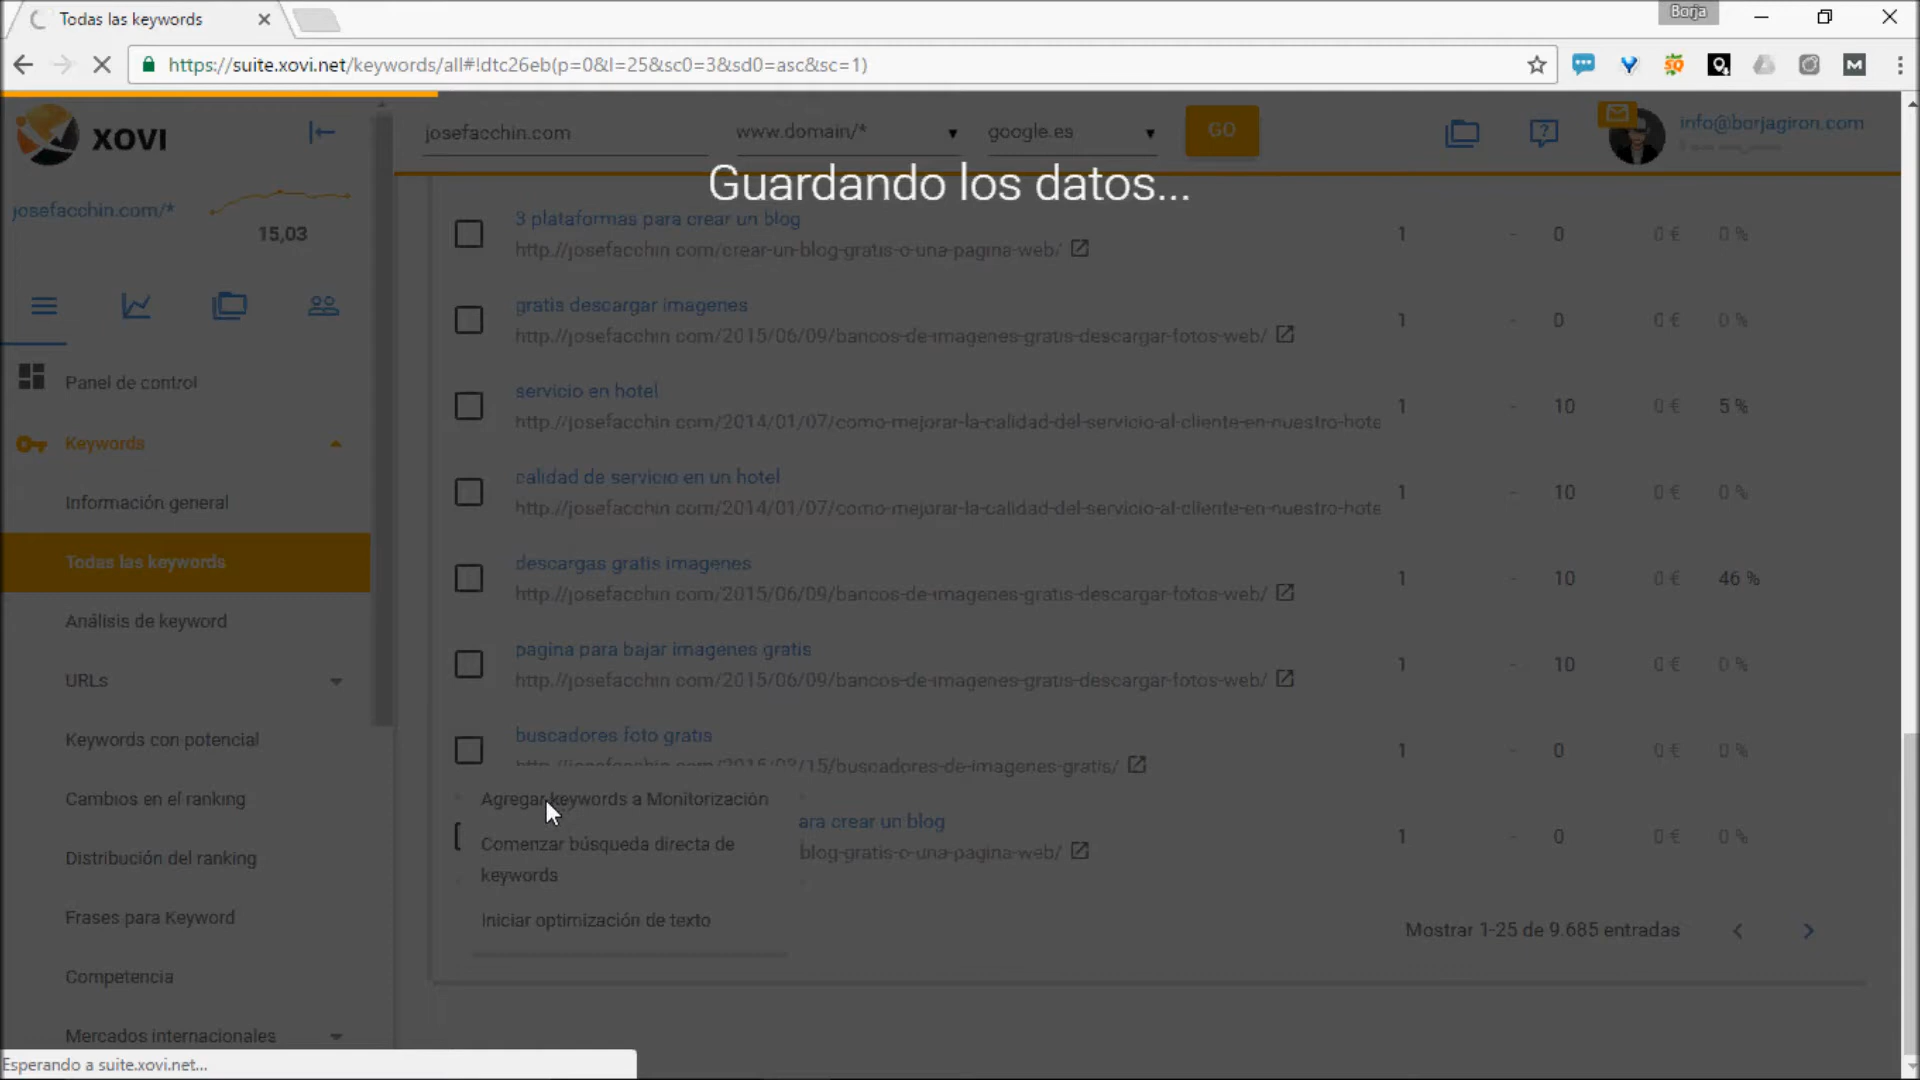 Todas las keywords
Borja
https://suite.xovi.net/keywords/all#!dtc26eb(p=0&l=25&sc0=3&sd0=asc&sc=1)
XOVI
josefacchin.com
www.domain/*
google.es
GO
info@borjagiron.com
Guardando los datos...
josefacchin.com/*
15,03
3 plataformas para crear un blog
http://josefacchin.com/crear-un-blog-gratis-o-una-pagina-web/
1 - 0 0 € 0 %
gratis descargar imagenes
http://josefacchin.com/2015/06/09/bancos-de-imagenes-gratis-descargar-fotos-web/
1 - 0 0 € 0 %
servicio en hotel
http://josefacchin.com/2014/01/07/como-mejorar-la-calidad-del-servicio-al-cliente-en-nuestro-hote
1 - 10 0 € 5 %
calidad de servicio en un hotel
http://josefacchin.com/2014/01/07/como-mejorar-la-calidad-del-servicio-al-cliente-en-nuestro-hote
1 - 10 0 € 0 %
descargas gratis imagenes
http://josefacchin.com/2015/06/09/bancos-de-imagenes-gratis-descargar-fotos-web/
1 - 10 0 € 46 %
pagina para bajar imagenes gratis
http://josefacchin.com/2015/06/09/bancos-de-imagenes-gratis-descargar-fotos-web/
1 - 10 0 € 0 %
buscadores foto gratis
/15/buscadores-de-imagenes-gratis/
1 - 0 0 € 0 %
ara crear un blog
blog-gratis-o-una-pagina-web/
1 - 0 0 € 0 %
Agregar keywords a Monitorización
Comenzar búsqueda directa de
keywords
Iniciar optimización de texto
Mostrar 1-25 de 9.685 entradas
Panel de control
Keywords
Información general
Todas las keywords
Análisis de keyword
URLs
Keywords con potencial
Cambios en el ranking
Distribución del ranking
Frases para Keyword
Competencia
Mercados internacionales
Esperando a suite.xovi.net...